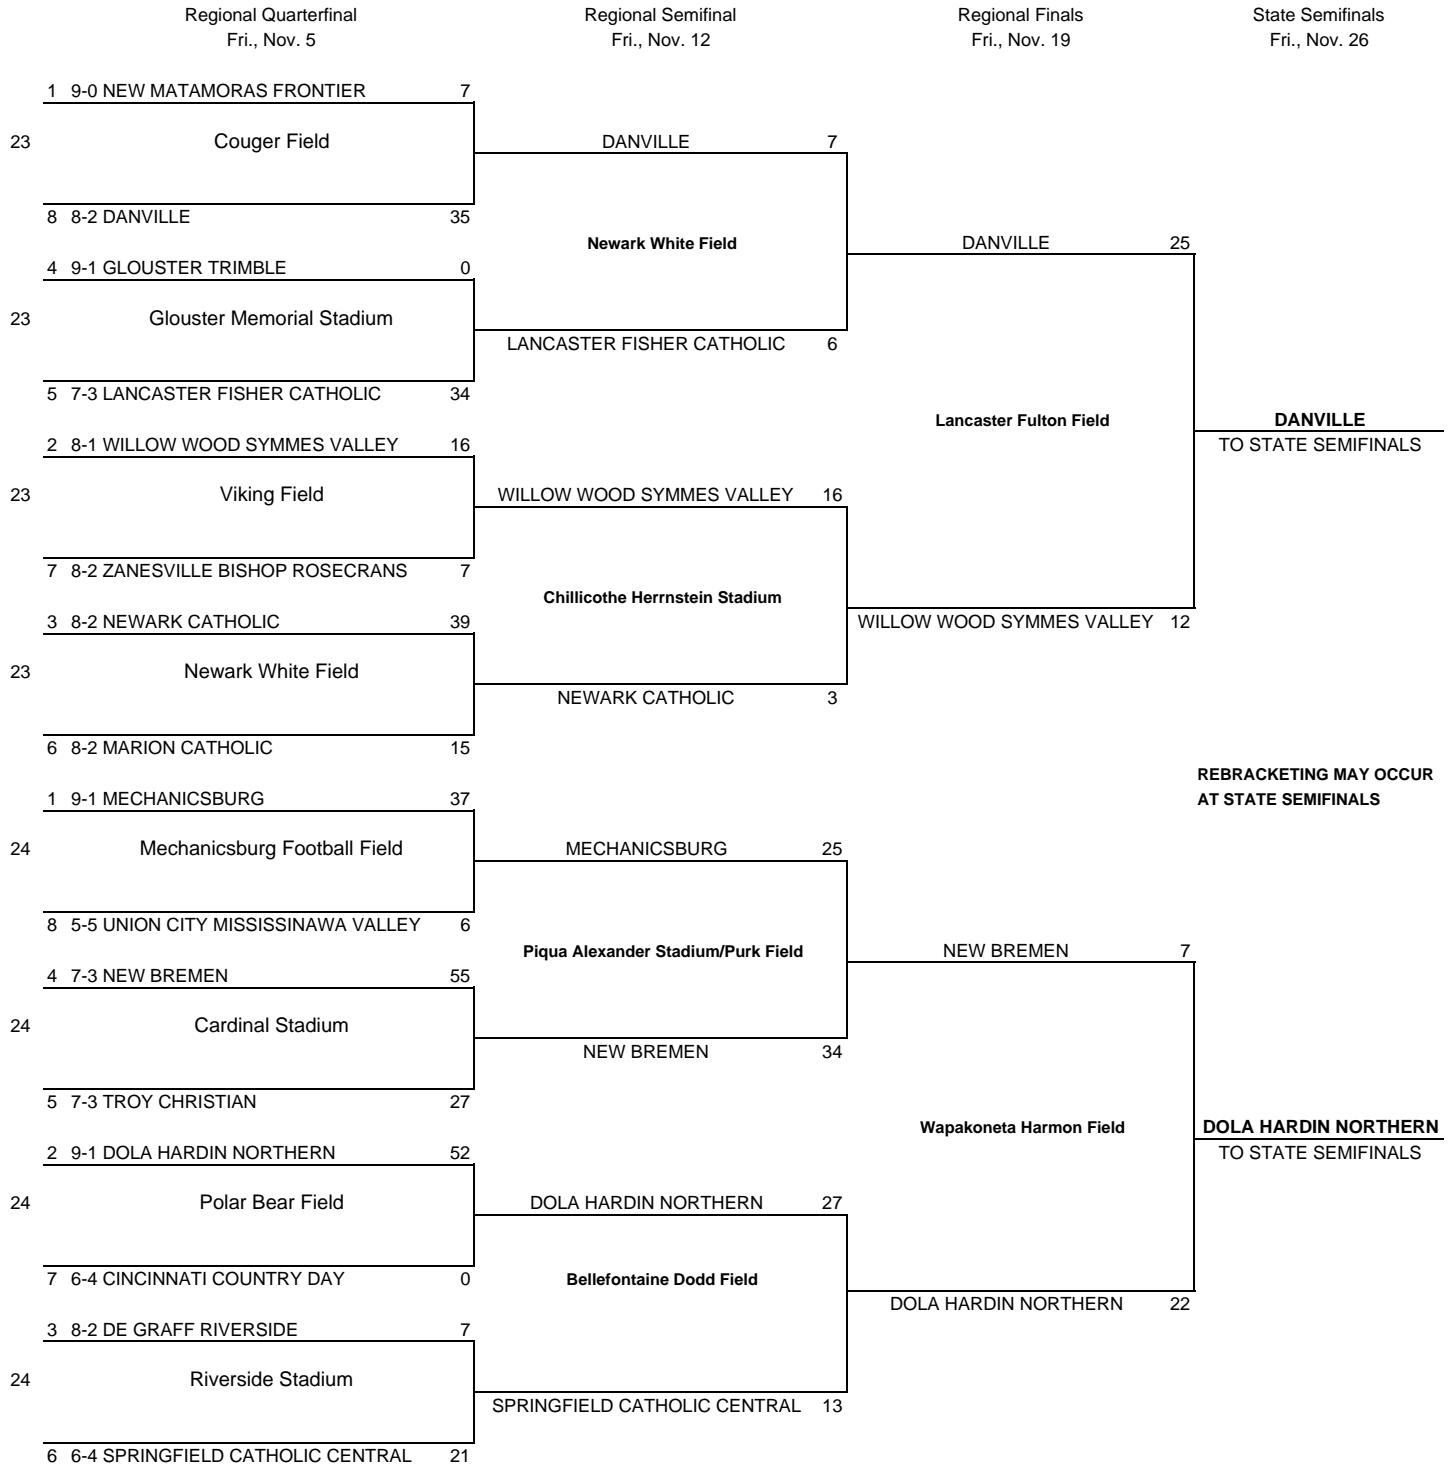 Regional Quarterfinal Regional Semifinal Regional Finals State Semifinals
Fri., Nov. 5 Fri., Nov. 12 Fri., Nov. 19 Fri., Nov. 26
1 9-0 NEW MATAMORAS FRONTIER 7
23 Couger Field DANVILLE 7
8 8-2 DANVILLE 35
Newark White Field DANVILLE 25
4 9-1 GLOUSTER TRIMBLE 0
23 Glouster Memorial Stadium
LANCASTER FISHER CATHOLIC 6
5 7-3 LANCASTER FISHER CATHOLIC 34
Lancaster Fulton Field DANVILLE
2 8-1 WILLOW WOOD SYMMES VALLEY 16 TO STATE SEMIFINALS
23 Viking Field WILLOW WOOD SYMMES VALLEY 16
7 8-2 ZANESVILLE BISHOP ROSECRANS 7
Chillicothe Herrnstein Stadium
3 8-2 NEWARK CATHOLIC 39 WILLOW WOOD SYMMES VALLEY 12
23 Newark White Field
NEWARK CATHOLIC 3
6 8-2 MARION CATHOLIC 15
REBRACKETING MAY OCCUR
1 9-1 MECHANICSBURG 37 AT STATE SEMIFINALS
24 Mechanicsburg Football Field MECHANICSBURG 25
8 5-5 UNION CITY MISSISSINAWA VALLEY 6
Piqua Alexander Stadium/Purk Field NEW BREMEN 7
4 7-3 NEW BREMEN 55
24 Cardinal Stadium
NEW BREMEN 34
5 7-3 TROY CHRISTIAN 27
Wapakoneta Harmon Field DOLA HARDIN NORTHERN
2 9-1 DOLA HARDIN NORTHERN 52 TO STATE SEMIFINALS
24 Polar Bear Field DOLA HARDIN NORTHERN 27
7 6-4 CINCINNATI COUNTRY DAY 0 Bellefontaine Dodd Field
DOLA HARDIN NORTHERN 22
3 8-2 DE GRAFF RIVERSIDE 7
24 Riverside Stadium
SPRINGFIELD CATHOLIC CENTRAL 13
6 6-4 SPRINGFIELD CATHOLIC CENTRAL 21